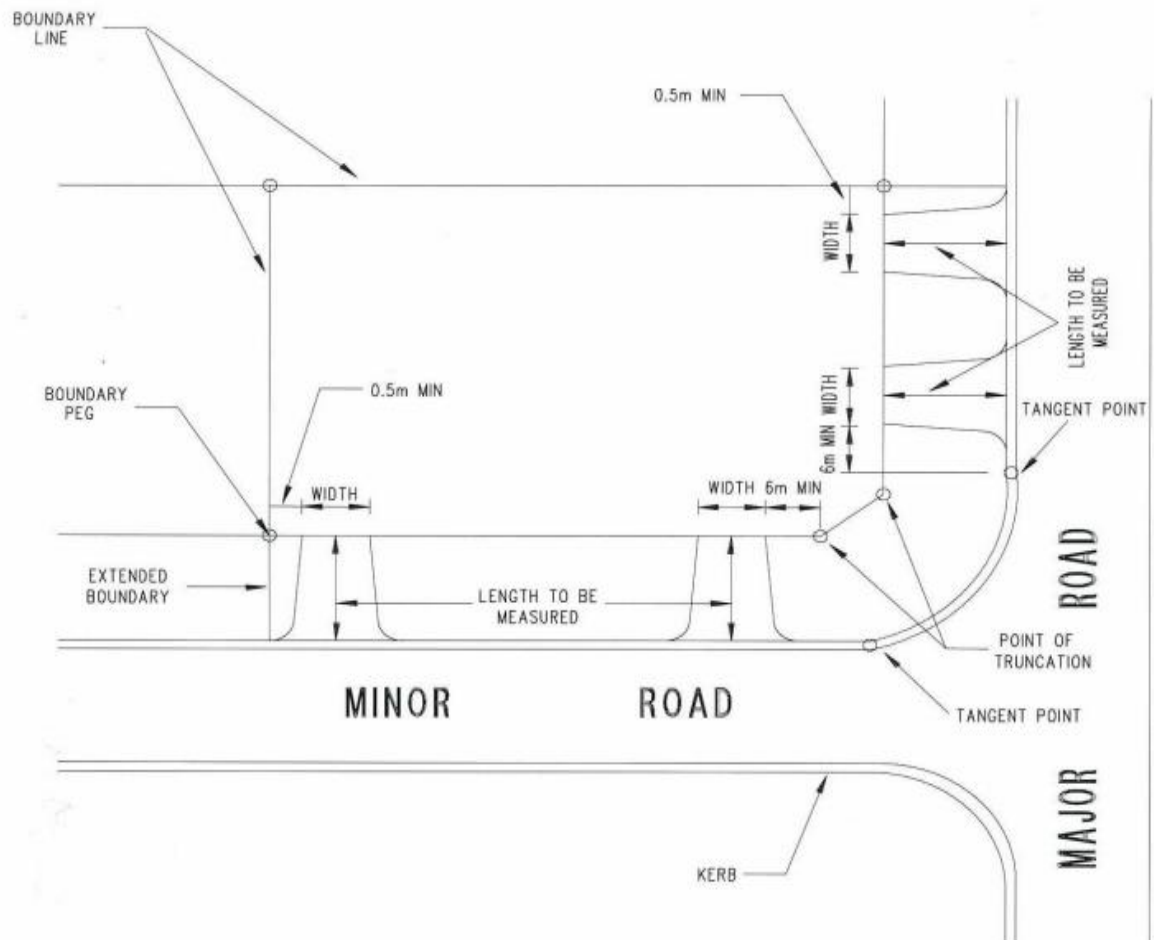 BOUNDARY
LINE
0.5m MIN
WIDTH
LENGTH TO BE
MEASURED
BOUNDARY
PEG
0.5m MIN
6m MIN WIDTH
TANGENT POINT
WIDTH
WIDTH 6m MIN
EXTENDED
BOUNDARY
LENGTH TO BE
MEASURED
POINT OF
TRUNCATION
MINOR ROAD
TANGENT POINT
KERB
MAJOR ROAD